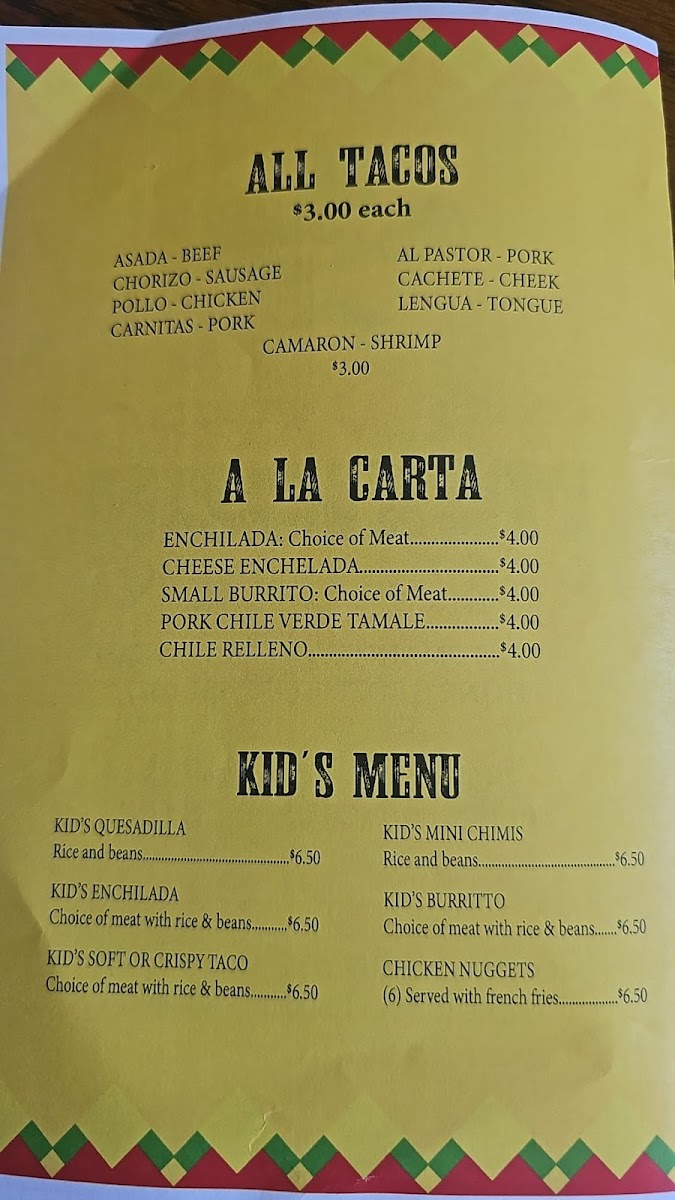 ALL TACOS
$3.00 each
ASADA - BEEF
CHORIZO - SAUSAGE
POLLO - CHICKEN
CARNITAS - PORK
AL PASTOR - PORK
CACHETE - CHEEK
LENGUA - TONGUE
CAMARON - SHRIMP
$3.00
A LA CARTA
ENCHILADA: Choice of Meat.....................$4.00
CHEESE ENCHELADA.................................$4.00
SMALL BURRITO: Choice of Meat............$4.00
PORK CHILE VERDE TAMALE.................$4.00
CHILE RELLENO..............................................$4.00
KID´S MENU
KID'S QUESADILLA
Rice and beans................................................$6.50
KID'S ENCHILADA
Choice of meat with rice & beans...........$6.50
KID'S SOFT OR CRISPY TACO
Choice of meat with rice & beans...........$6.50
KID'S MINI CHIMIS
Rice and beans.............................................$6.50
KID'S BURRITTO
Choice of meat with rice & beans.......$6.50
CHICKEN NUGGETS
(6) Served with french fries..................$6.50